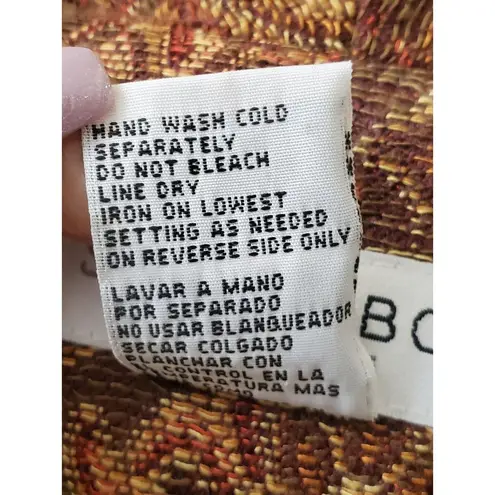 HAND WASH COLD
SEPARATELY
DO NOT BLEACH
LINE DRY
IRON ON LOWEST
SETTING AS NEEDED
ON REVERSE SIDE ONLY
LAVAR A MANO
POR SEPARADO
NO USAR BLANQUEADOR
SECAR COLGADO
PLANCHAR CON
CONTROL EN LA
MAS
BO